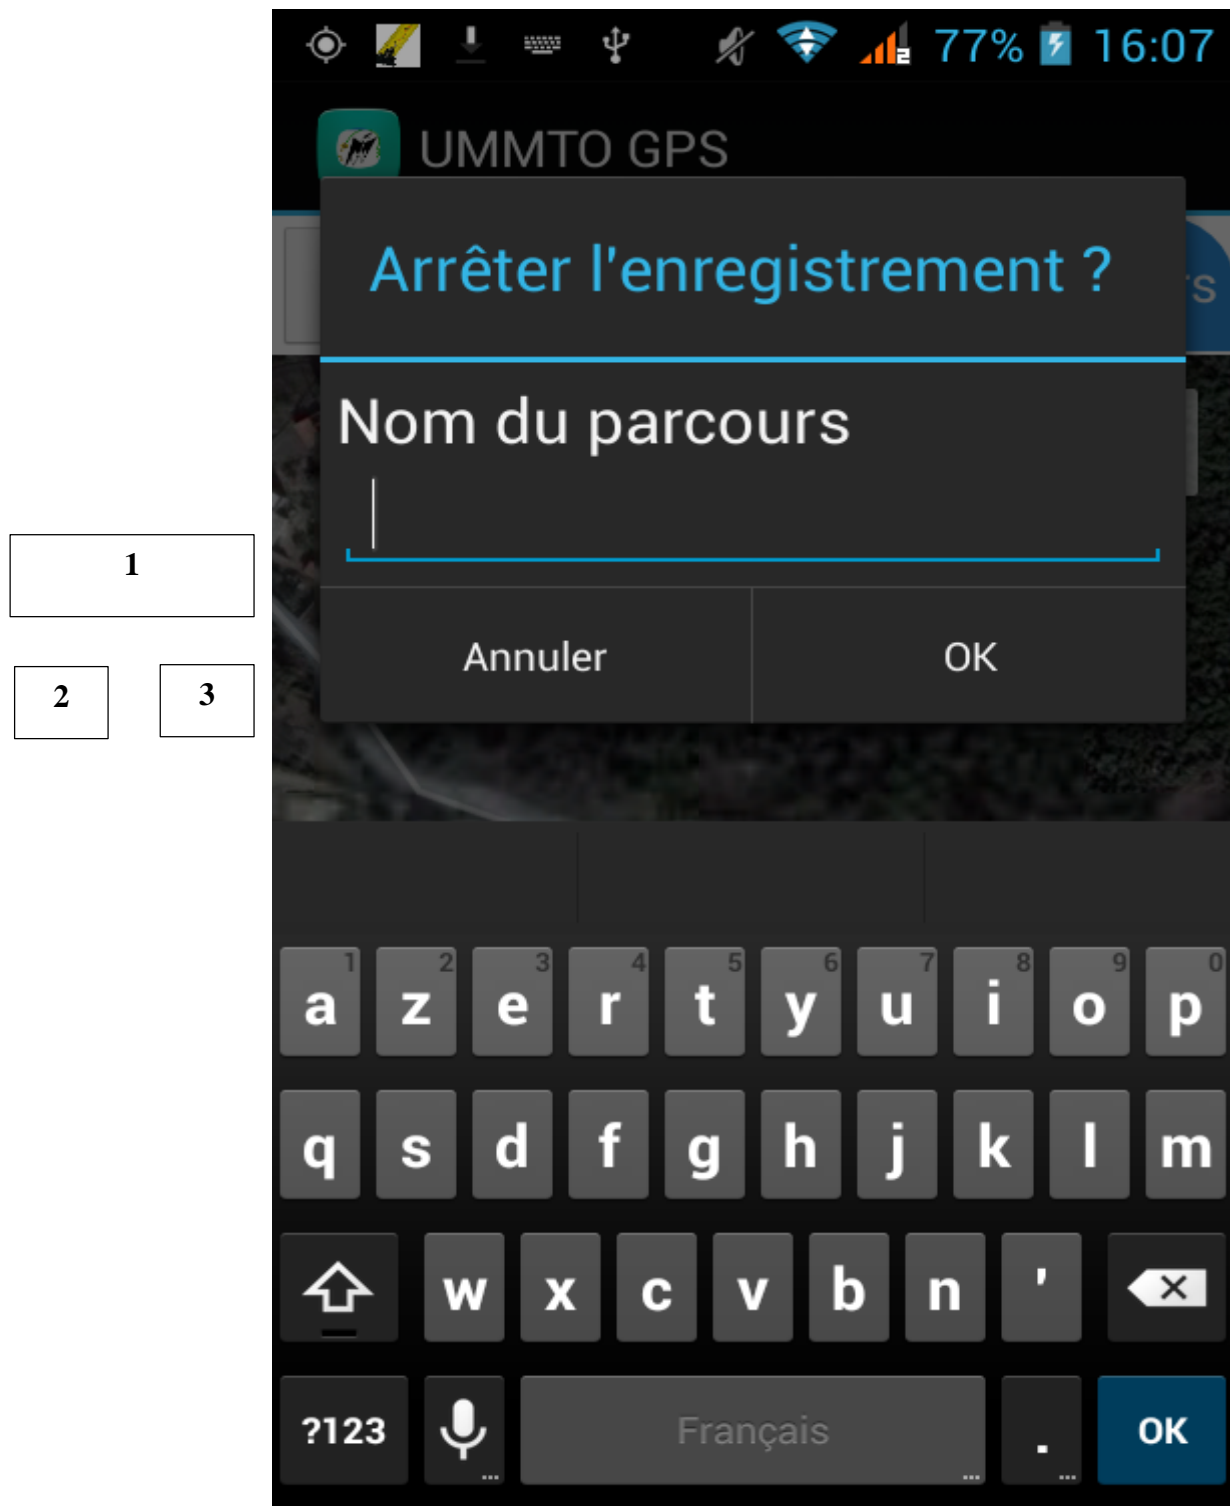 77% 16:07
UMMTO GPS
Arrêter l'enregistrement ?
rs
Nom du parcours
1
Annuler OK
2 3
1 2 3 4 5 6 7 8 9 0
a z e r t y u i o p
q s d f g h j k l m
w x c v b n '
?123 Français . OK